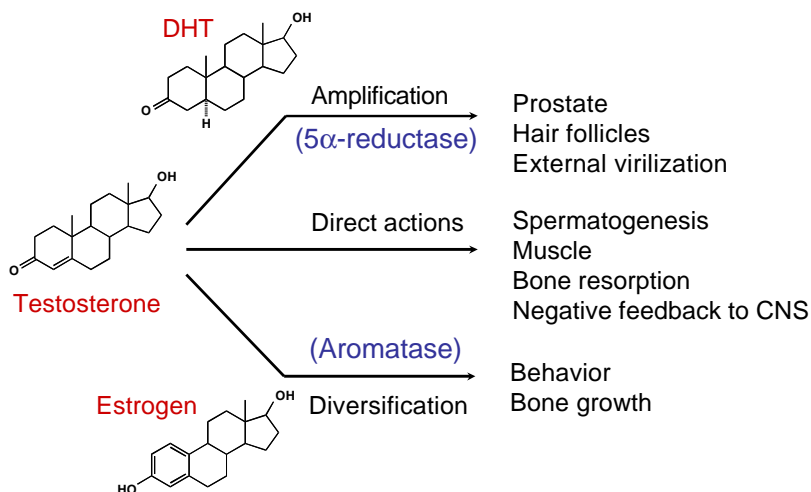 DHT
OH
O
H
Amplification
(5α-reductase)
Prostate
Hair follicles
External virilization
OH
O
Testosterone
Direct actions
Spermatogenesis
Muscle
Bone resorption
Negative feedback to CNS
(Aromatase)
Diversification
Behavior
Bone growth
Estrogen
OH
HO